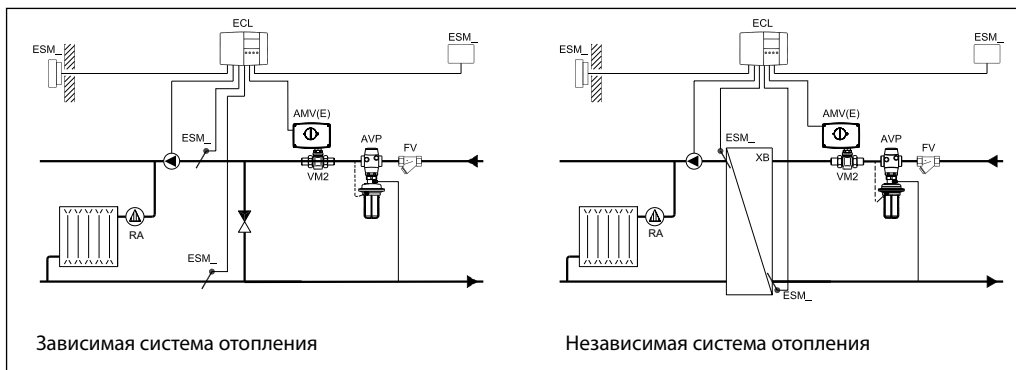 ECL
ESM_
ESM_
AMV(E)
ESM_
AVP
FV
VM2
RA
ESM_
Зависимая система отопления
ECL
ESM_
ESM_
AMV(E)
ESM_
AVP
FV
XB
VM2
RA
ESM_
Независимая система отопления